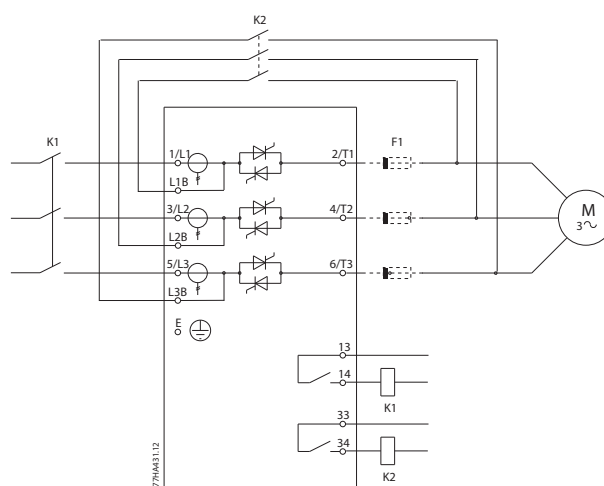 K2
K1
F1
1/L1
2/T1
L1B
3/L2
4/T2
M
3
L2B
5/L3
6/T3
L3B
E
13
14
K1
33
34
K2
77HA431.12